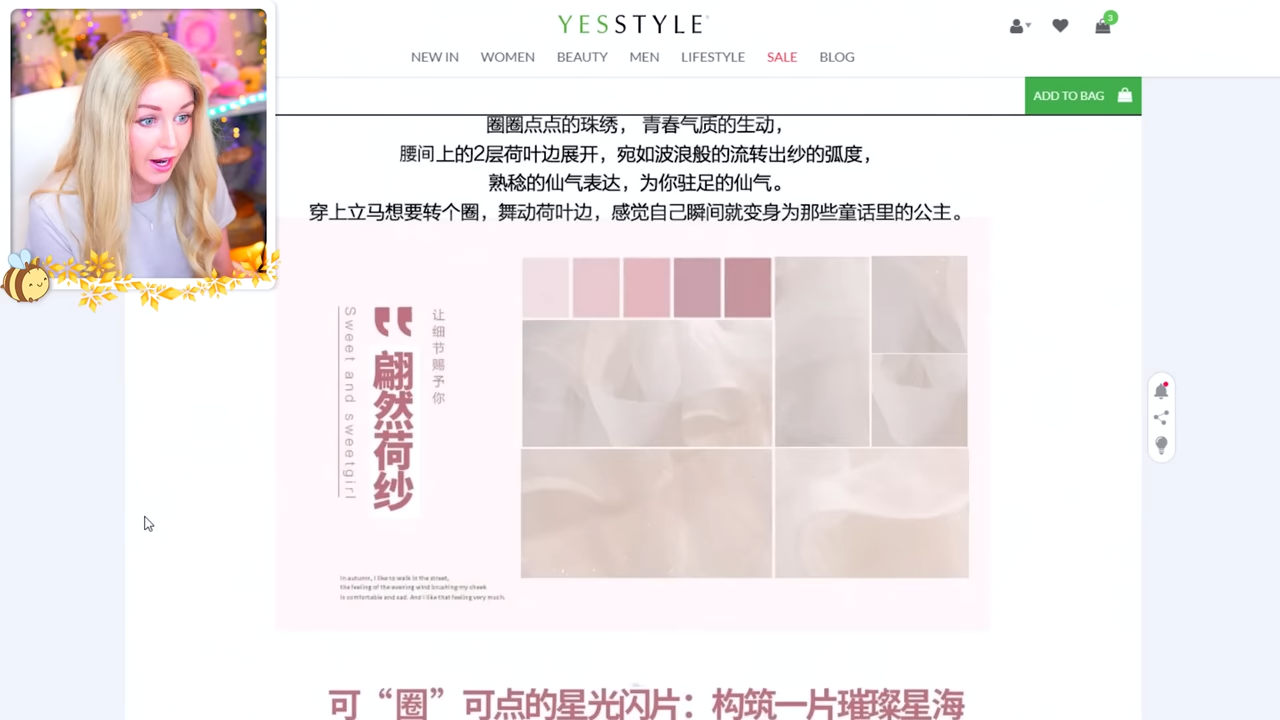 YESSTYLE
3
NEW IN WOMEN BEAUTY MEN LIFESTYLE SALE BLOG
ADD TO BAG
圈圈点点的珠绣， 青春气质的生动，
腰间上的2层荷叶边展开，宛如波浪般的流转出纱的弧度，
熟稔的仙气表达，为你驻足的仙气。
穿上立马想要转个圈，舞动荷叶边，感觉自己瞬间就变身为那些童话里的公主。
Sweet and sweetgirl
翩然荷纱
让细节赐予你
In autumn, I like to walk in the street,
the feeling of the evening wind brushing my cheek
is comfortable and sad. And I like that feeling very much.
可“圈”可点的星光闪片：构筑一片璀璨星海